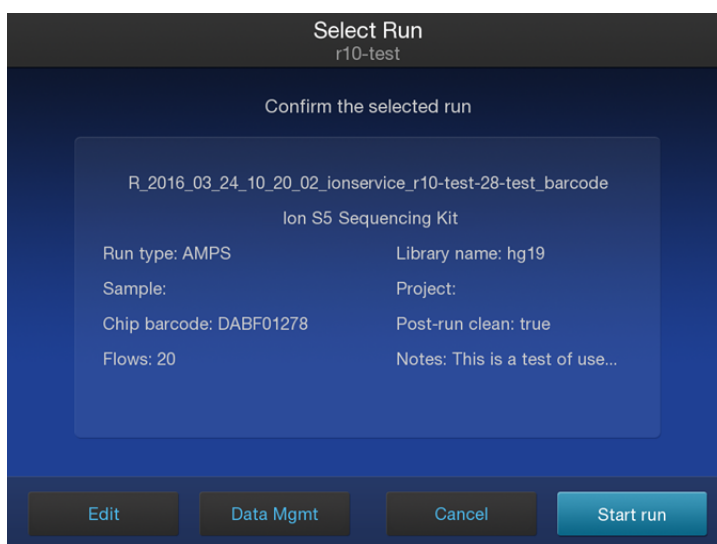 Select Run
r10-test
Confirm the selected run
R_2016_03_24_10_20_02_ionservice_r10-test-28-test_barcode
Ion S5 Sequencing Kit
Run type: AMPS
Library name: hg19
Sample:
Project:
Chip barcode: DABF01278
Post-run clean: true
Flows: 20
Notes: This is a test of use...
Edit
Data Mgmt
Cancel
Start run